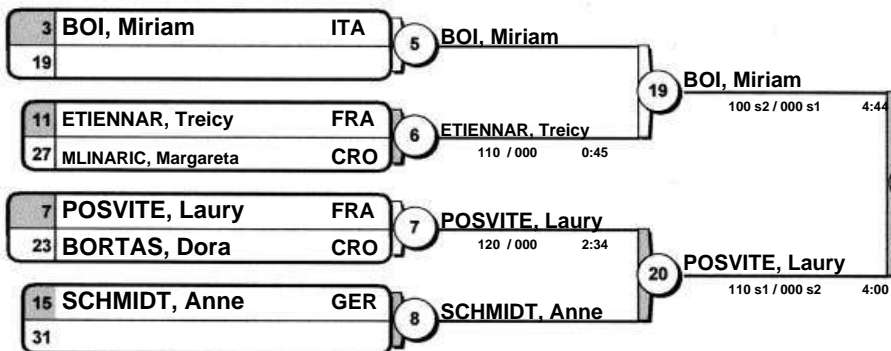 3 BOI, Miriam ITA
19
5
BOI, Miriam
11 ETIENNAR, Treicy FRA
27 MLINARIC, Margareta CRO
6
ETIENNAR, Treicy
110 / 000 0:45
19
BOI, Miriam
100 s2 / 000 s1 4:44
7 POSVITE, Laury FRA
23 BORTAS, Dora CRO
7
POSVITE, Laury
120 / 000 2:34
15 SCHMIDT, Anne GER
31
8
SCHMIDT, Anne
20
POSVITE, Laury
110 s1 / 000 s2 4:00